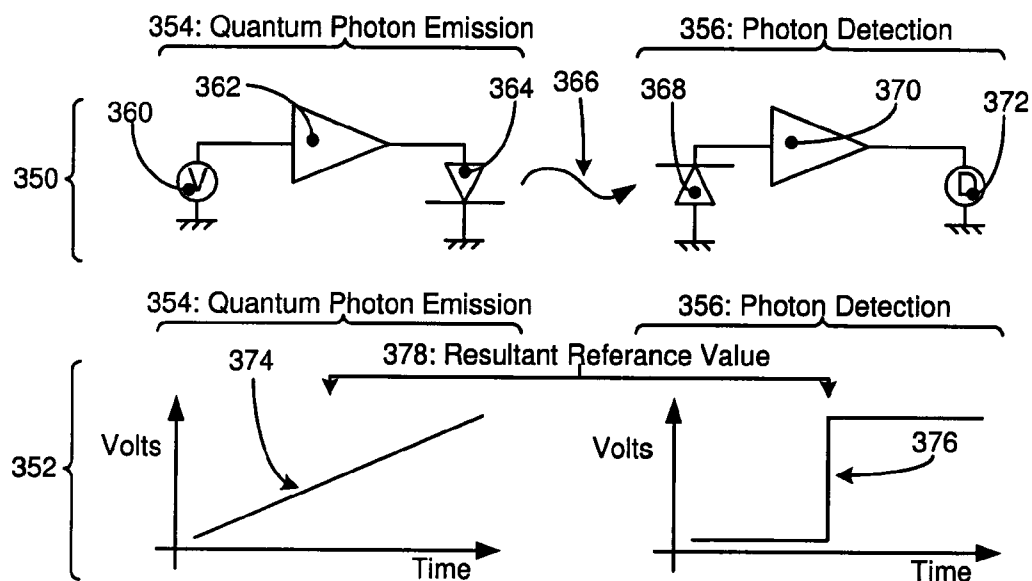 354: Quantum Photon Emission
356: Photon Detection
362
364
366
368
370
372
360
350
V
D
354: Quantum Photon Emission
356: Photon Detection
378: Resultant Referance Value
374
Volts
Volts
376
352
Time
Time